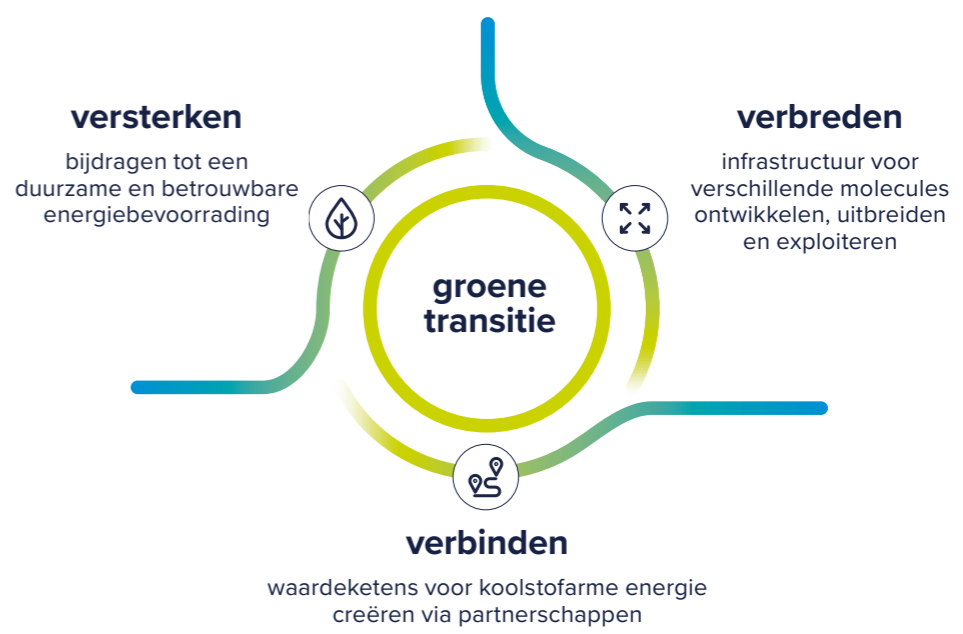 versterken
bijdragen tot een
duurzame en betrouwbare
energiebevoorrading
verbreden
infrastructuur voor
verschillende molecules
ontwikkelen, uitbreiden
en exploiteren
groene
transitie
verbinden
waardeketens voor koolstofarme energie
creëren via partnerschappen